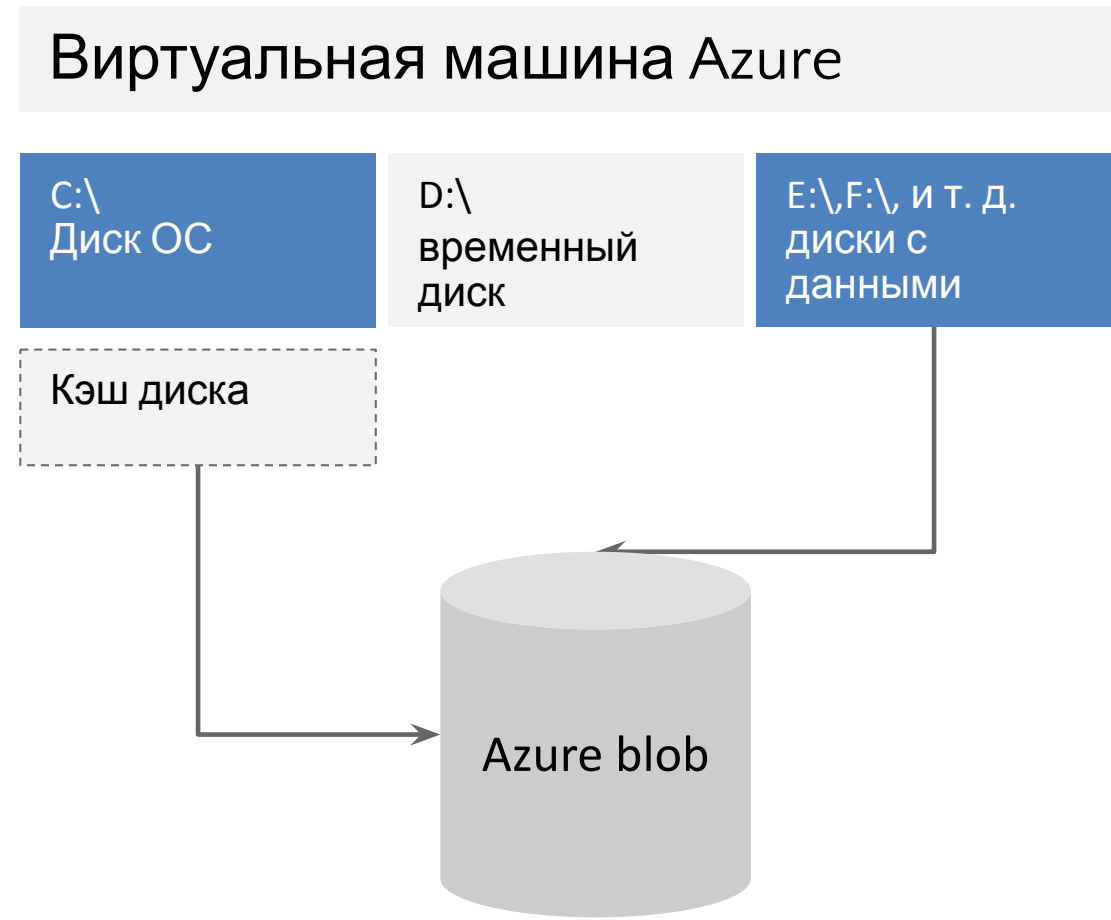 Виртуальная машина Azure
C:\
Диск ОС
D:\
временный
диск
E:\,F:\, и т. д.
диски с
данными
Кэш диска
Azure blob